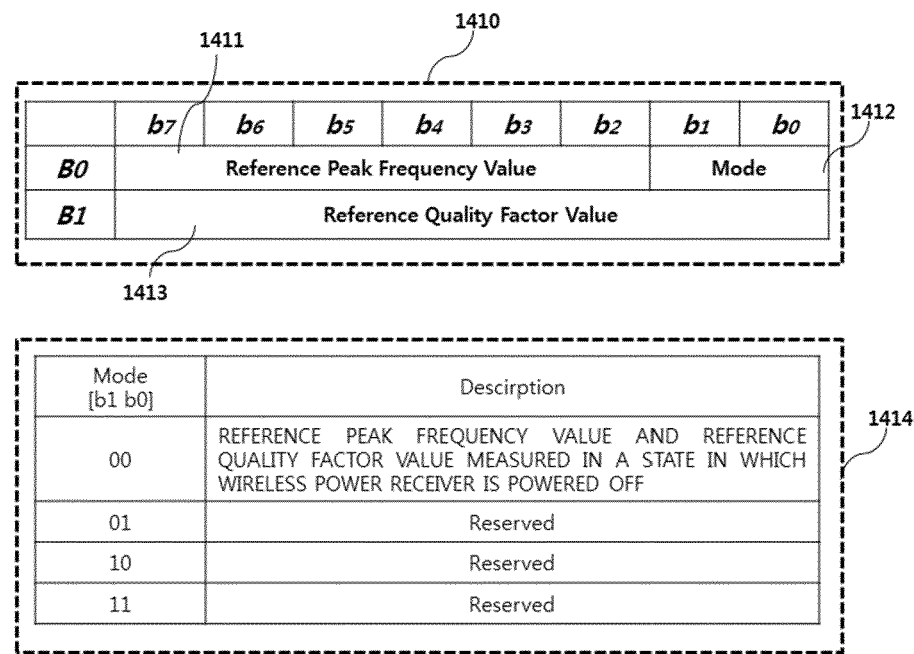 1410
1411
b7 b6 b5 b4 b3 b2 b1 b0
1412
B0 Reference Peak Frequency Value Mode
B1 Reference Quality Factor Value
1413
Mode
[b1 b0]
Descirption
1414
00
REFERENCE PEAK FREQUENCY VALUE AND REFERENCE
QUALITY FACTOR VALUE MEASURED IN A STATE IN WHICH
WIRELESS POWER RECEIVER IS POWERED OFF
01 Reserved
10 Reserved
11 Reserved